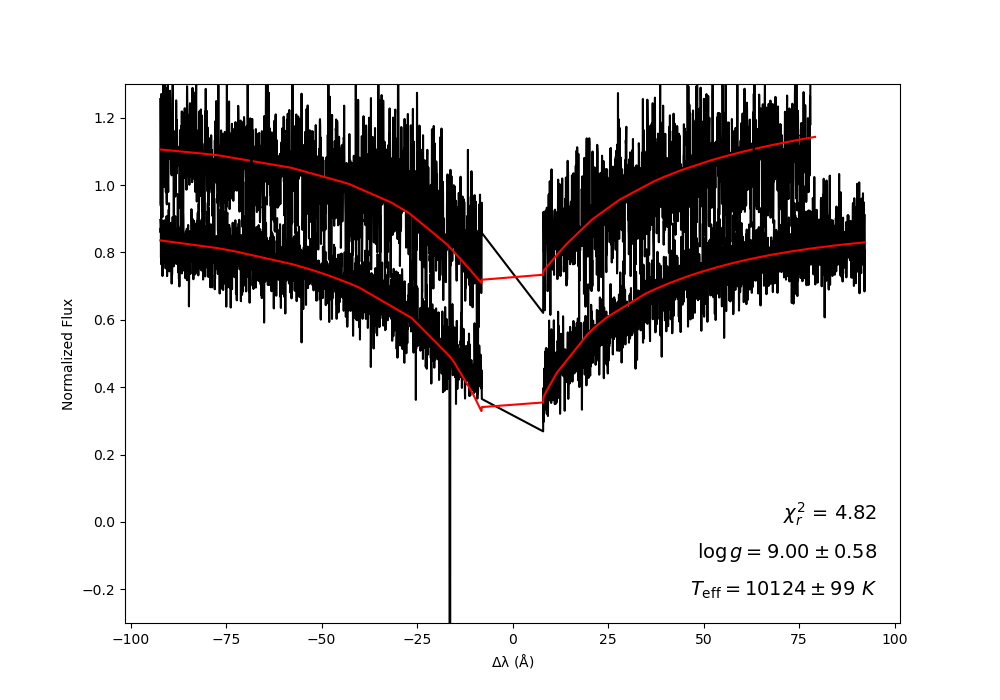 1.2
1.0
0.8
0.6
0.4
0.2
0.0
−0.2
Normalized Flux
χ²ᵣ = 4.82
log g = 9.00 ± 0.58
T_eff = 10124 ± 99 K
−100 −75 −50 −25 0 25 50 75 100
Δλ (Å)